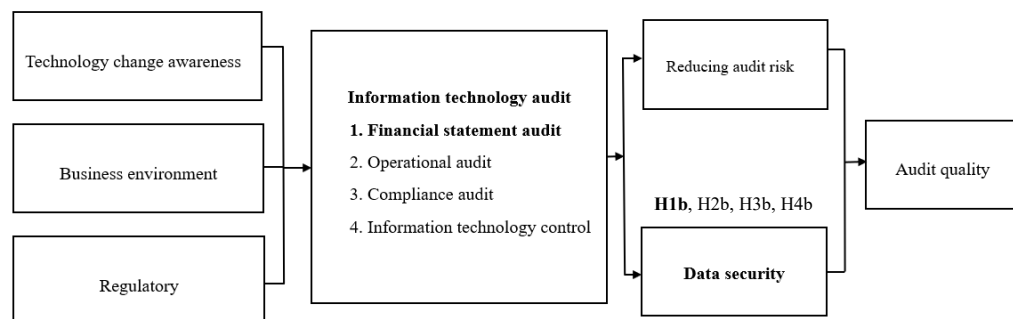 Technology change awareness
Business environment
Regulatory
Information technology audit
1. Financial statement audit
2. Operational audit
3. Compliance audit
4. Information technology control
Reducing audit risk
H1b, H2b, H3b, H4b
Data security
Audit quality